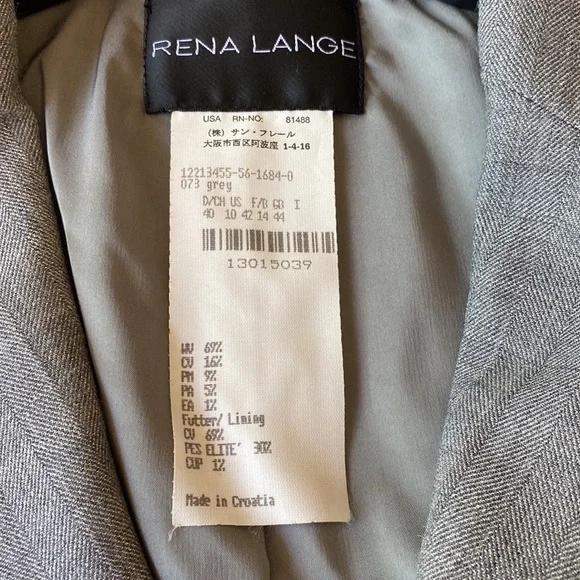 RENA LANGE
USA RN-NO: 81488
(株) サン・フレール
大阪市西区阿波座 1-4-16
12213455-56-1684-0
073 grey
D/CH US F/B GB I
40 10 42 14 44
13015039
WV 69%
CV 16%
PM 9%
PA 5%
EA 1%
Futter/ Lining
CV 69%
PES ELITE' 30%
CUP 1%
Made in Croatia